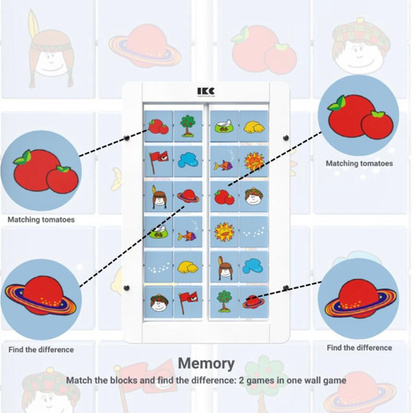 IKC
Matching tomatoes
Matching tomatoes
Find the difference
Find the difference
Memory
Match the blocks and find the difference: 2 games in one wall game